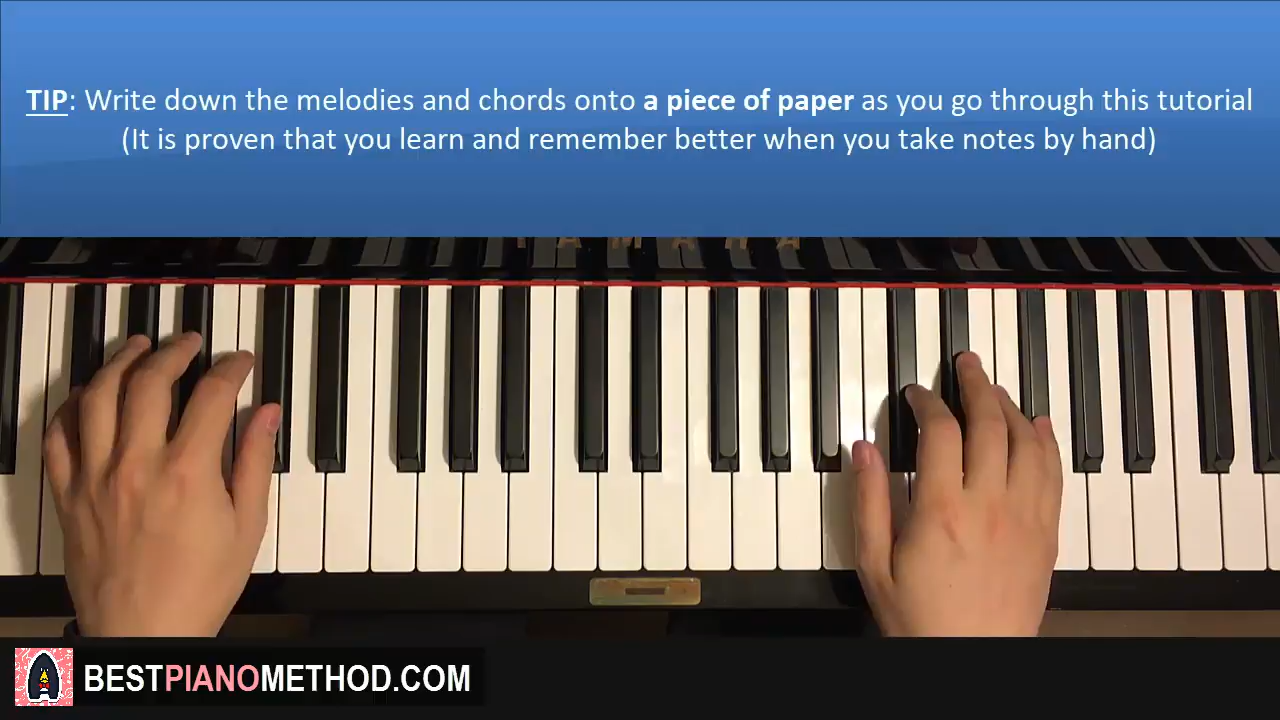 TIP: Write down the melodies and chords onto a piece of paper as you go through this tutorial
(It is proven that you learn and remember better when you take notes by hand)
YAMAHA
BESTPIANOMETHOD.COM